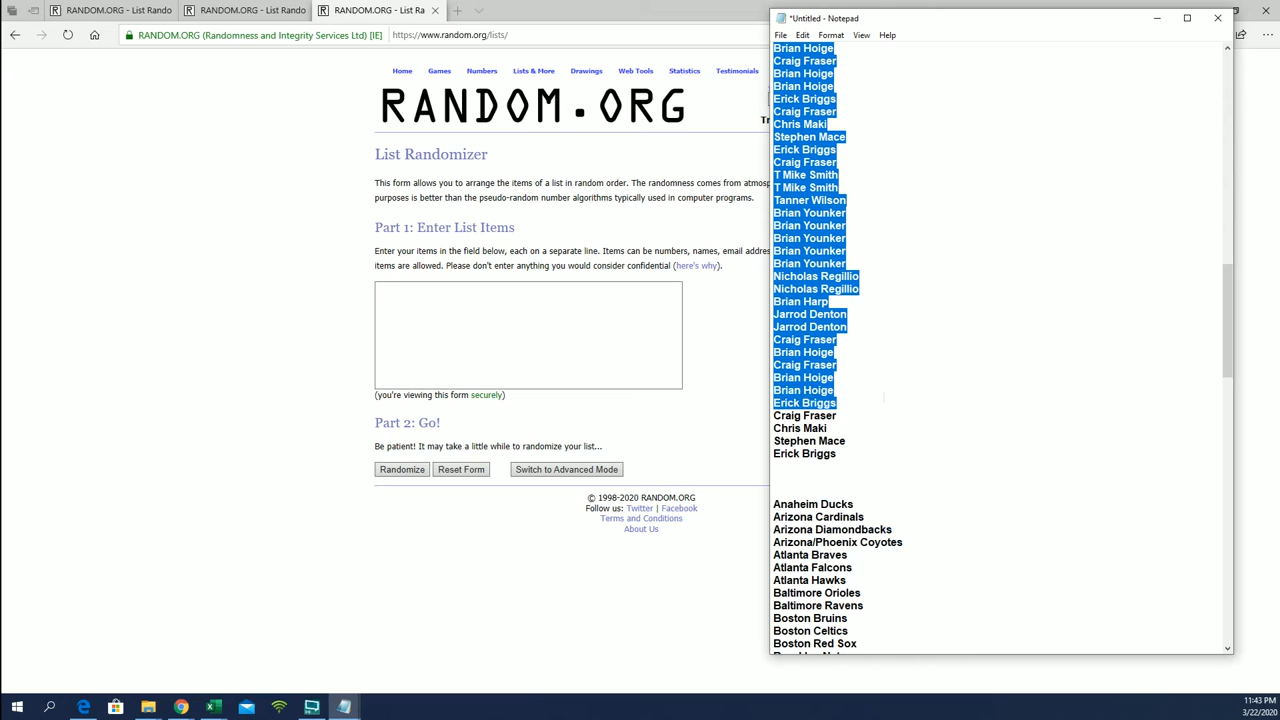 RANDOM.ORG - List Rando
RANDOM.ORG - List Rando
RANDOM.ORG - List Ra
RANDOM.ORG (Randomness and Integrity Services Ltd) [IE]
https://www.random.org/lists/
Home Games Numbers Lists & More Drawings Web Tools Statistics Testimonials
RANDOM.ORG
List Randomizer
This form allows you to arrange the items of a list in random order. The randomness comes from atmosp
purposes is better than the pseudo-random number algorithms typically used in computer programs.
Part 1: Enter List Items
Enter your items in the field below, each on a separate line. Items can be numbers, names, email addre
items are allowed. Please don't enter anything you would consider confidential (here's why).
(you're viewing this form securely)
Part 2: Go!
Be patient! It may take a little while to randomize your list...
Randomize Reset Form Switch to Advanced Mode
© 1998-2020 RANDOM.ORG
Follow us: Twitter | Facebook
Terms and Conditions
About Us
*Untitled - Notepad
File Edit Format View Help
Brian Hoige
Craig Fraser
Brian Hoige
Brian Hoige
Erick Briggs
Craig Fraser
Chris Maki
Stephen Mace
Erick Briggs
Craig Fraser
T Mike Smith
T Mike Smith
Tanner Wilson
Brian Younker
Brian Younker
Brian Younker
Brian Younker
Brian Younker
Nicholas Regillio
Nicholas Regillio
Brian Harp
Jarrod Denton
Jarrod Denton
Craig Fraser
Brian Hoige
Craig Fraser
Brian Hoige
Brian Hoige
Erick Briggs
Craig Fraser
Chris Maki
Stephen Mace
Erick Briggs
Anaheim Ducks
Arizona Cardinals
Arizona Diamondbacks
Arizona/Phoenix Coyotes
Atlanta Braves
Atlanta Falcons
Atlanta Hawks
Baltimore Orioles
Baltimore Ravens
Boston Bruins
Boston Celtics
Boston Red Sox
11:43 PM
3/22/2020